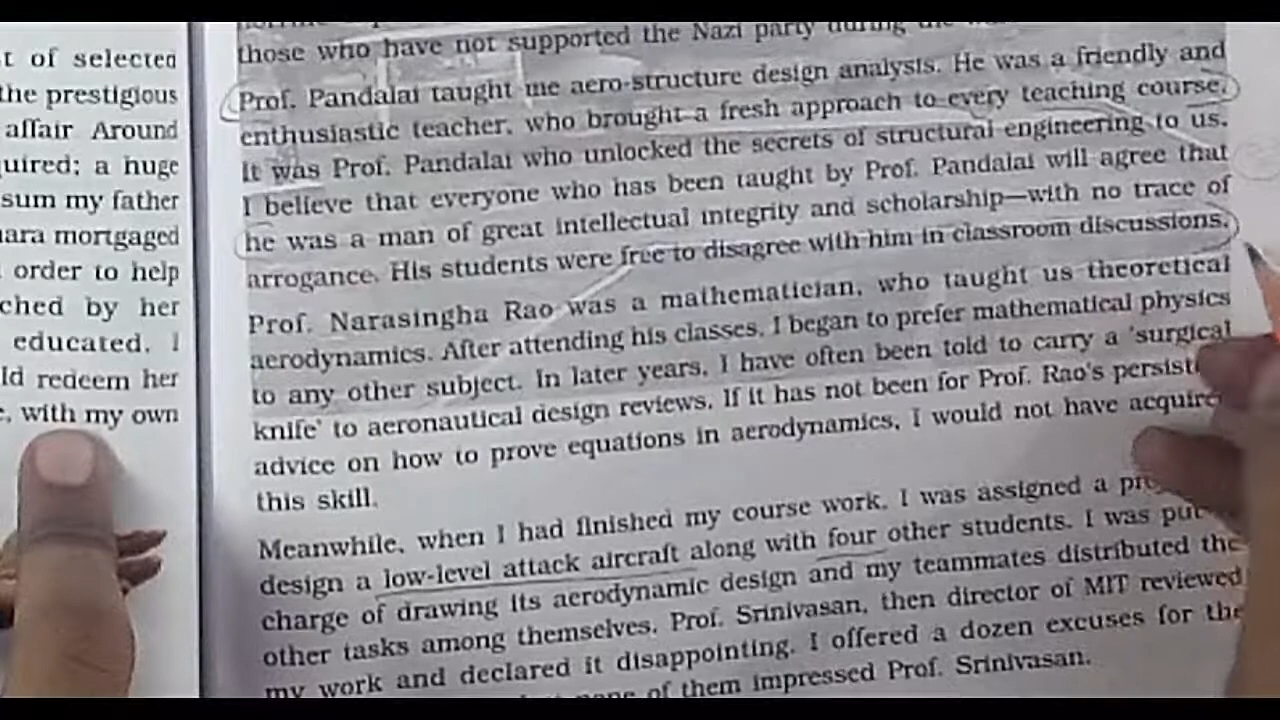 t of selected
the prestigious
affair Around
quired; a huge
sum my father
ara mortgaged
order to help
ched by her
educated, I
ld redeem her
, with my own
those who have not supported the Nazi party during the
Prof. Pandalai taught me aero-structure design analysis. He was a friendly and
enthusiastic teacher, who brought a fresh approach to every teaching course.
It was Prof. Pandalai who unlocked the secrets of structural engineering to us.
I believe that everyone who has been taught by Prof. Pandalai will agree that
he was a man of great intellectual integrity and scholarship—with no trace of
arrogance. His students were free to disagree with him in classroom discussions.
Prof. Narasingha Rao was a mathematician, who taught us theoretical
aerodynamics. After attending his classes, I began to prefer mathematical physics
to any other subject. In later years, I have often been told to carry a 'surgical
knife' to aeronautical design reviews. If it has not been for Prof. Rao's persist
advice on how to prove equations in aerodynamics, I would not have acquire
this skill.
Meanwhile, when I had finished my course work, I was assigned a pr
design a low-level attack aircraft along with four other students. I was put
charge of drawing its aerodynamic design and my teammates distributed the
other tasks among themselves. Prof. Srinivasan, then director of MIT reviewed
my work and declared it disappointing. I offered a dozen excuses for the
none of them impressed Prof. Srinivasan.